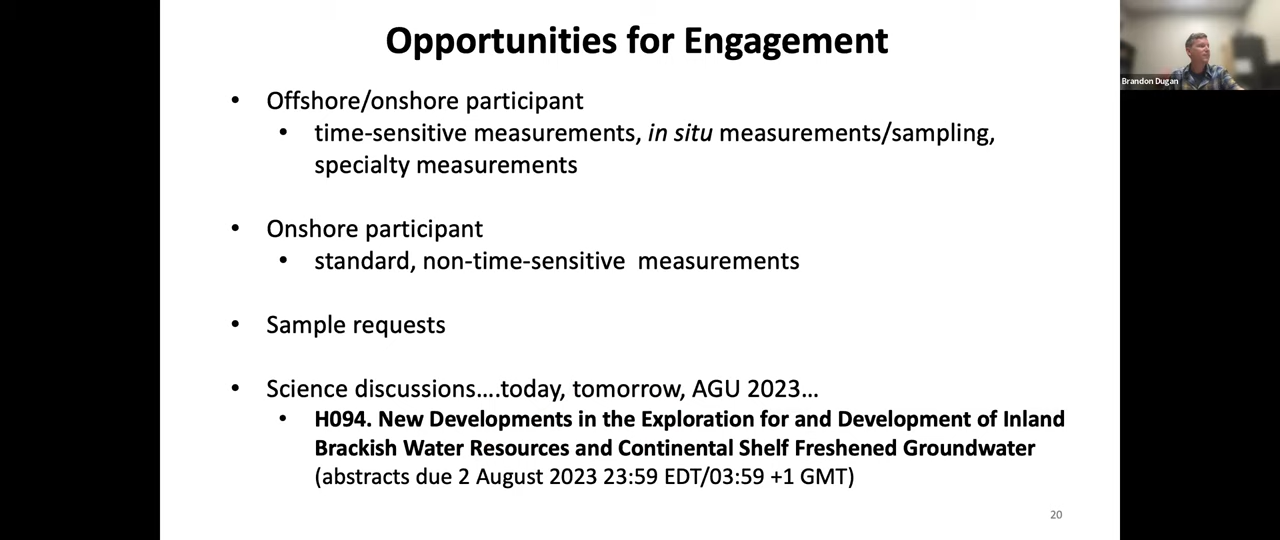 Opportunities for Engagement
Brandon Dugan
• Offshore/onshore participant
• time-sensitive measurements, in situ measurements/sampling,
specialty measurements
• Onshore participant
• standard, non-time-sensitive measurements
• Sample requests
• Science discussions….today, tomorrow, AGU 2023…
• H094. New Developments in the Exploration for and Development of Inland
Brackish Water Resources and Continental Shelf Freshened Groundwater
(abstracts due 2 August 2023 23:59 EDT/03:59 +1 GMT)
20